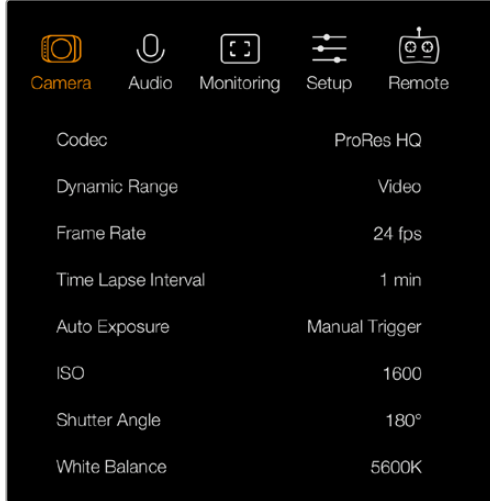 Camera Audio Monitoring Setup Remote
Codec ProRes HQ
Dynamic Range Video
Frame Rate 24 fps
Time Lapse Interval 1 min
Auto Exposure Manual Trigger
ISO 1600
Shutter Angle 180°
White Balance 5600K